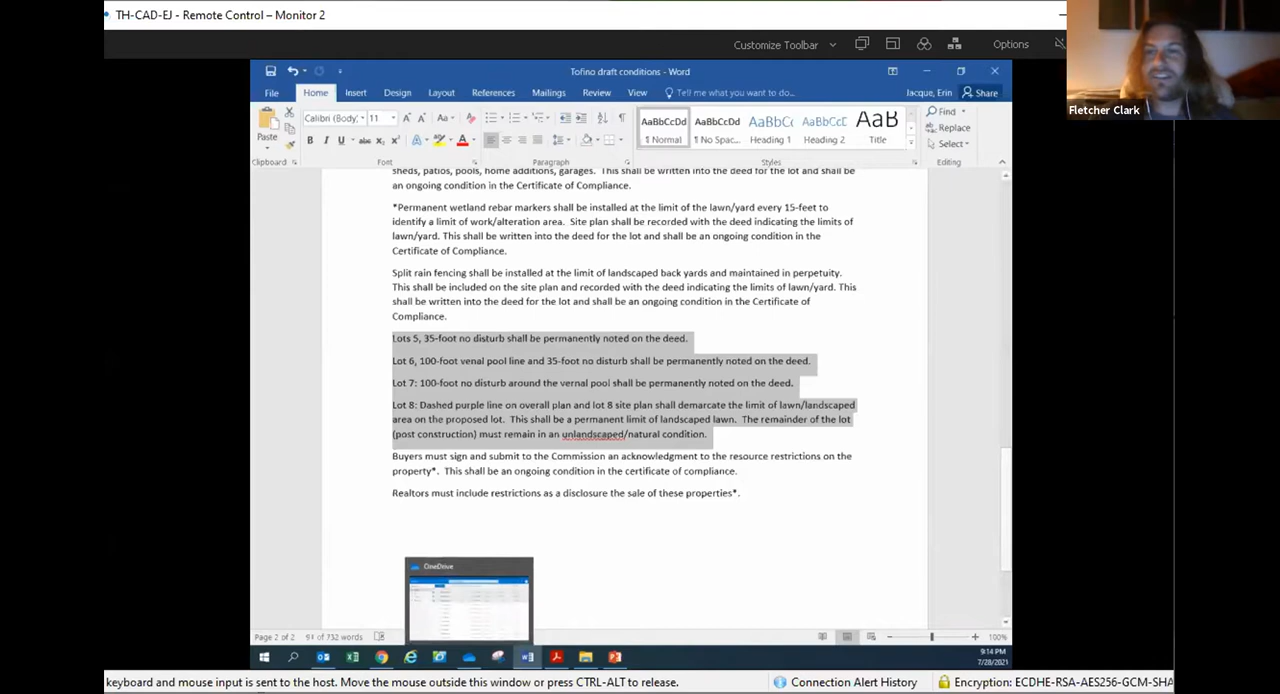 TH-CAD-EJ - Remote Control – Monitor 2
Customize Toolbar
Options
Fletcher Clark
Tofino draft conditions - Word
File Home Insert Design Layout References Mailings Review View Tell me what you want to do... Jacque, Erin Share
Paste
Calibri (Body) 11
B I U abc X₂ X² A A
Aa
AaBbCcDd AaBbCcDd AaBbCc AaBbCcD AaB
¶ Normal ¶ No Spac... Heading 1 Heading 2 Title
Find
Replace
Select
Clipboard Font Paragraph Styles Editing
sheds, patios, pools, home additions, garages. This shall be written into the deed for the lot and shall be
an ongoing condition in the Certificate of Compliance.
*Permanent wetland rebar markers shall be installed at the limit of the lawn/yard every 15-feet to
identify a limit of work/alteration area. Site plan shall be recorded with the deed indicating the limits of
lawn/yard. This shall be written into the deed for the lot and shall be an ongoing condition in the
Certificate of Compliance.
Split rain fencing shall be installed at the limit of landscaped back yards and maintained in perpetuity.
This shall be included on the site plan and recorded with the deed indicating the limits of lawn/yard. This
shall be written into the deed for the lot and shall be an ongoing condition in the Certificate of
Compliance.
Lots 5, 35-foot no disturb shall be permanently noted on the deed.
Lot 6, 100-foot venal pool line and 35-foot no disturb shall be permanently noted on the deed.
Lot 7: 100-foot no disturb around the vernal pool shall be permanently noted on the deed.
Lot 8: Dashed purple line on overall plan and lot 8 site plan shall demarcate the limit of lawn/landscaped
area on the proposed lot. This shall be a permanent limit of landscaped lawn. The remainder of the lot
(post construction) must remain in an unlandscaped/natural condition.
Buyers must sign and submit to the Commission an acknowledgment to the resource restrictions on the
property*. This shall be an ongoing condition in the certificate of compliance.
Realtors must include restrictions as a disclosure the sale of these properties*.
OneDrive
Page 2 of 2 91 of 732 words
100%
9:14 PM
7/28/2021
keyboard and mouse input is sent to the host. Move the mouse outside this window or press CTRL-ALT to release. Connection Alert History Encryption: ECDHE-RSA-AES256-GCM-SHA